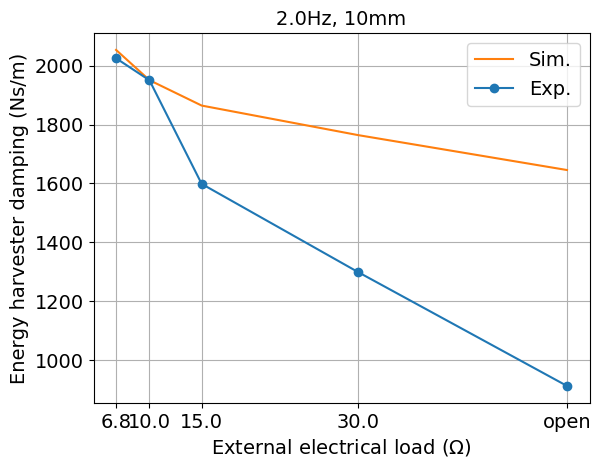 2.0Hz, 10mm
Sim.
Exp.
Energy harvester damping (Ns/m)
2000
1800
1600
1400
1200
1000
6.8 10.0 15.0 30.0 open
External electrical load (Ω)